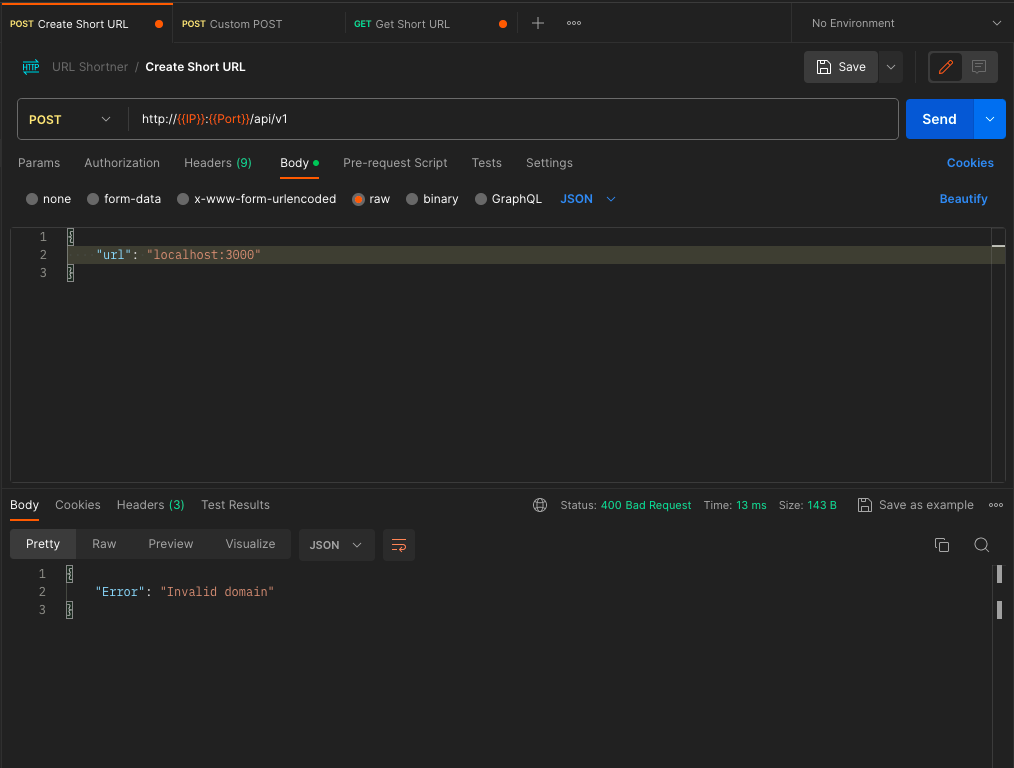 POST Create Short URL POST Custom POST GET Get Short URL No Environment
HTTP URL Shortner / Create Short URL Save
POST http://{{IP}}:{{Port}}/api/v1 Send
Params Authorization Headers (9) Body Pre-request Script Tests Settings Cookies
none form-data x-www-form-urlencoded raw binary GraphQL JSON Beautify
1 {
2 "url": "localhost:3000"
3 }
Body Cookies Headers (3) Test Results Status: 400 Bad Request Time: 13 ms Size: 143 B Save as example
Pretty Raw Preview Visualize JSON
1 {
2 "Error": "Invalid domain"
3 }